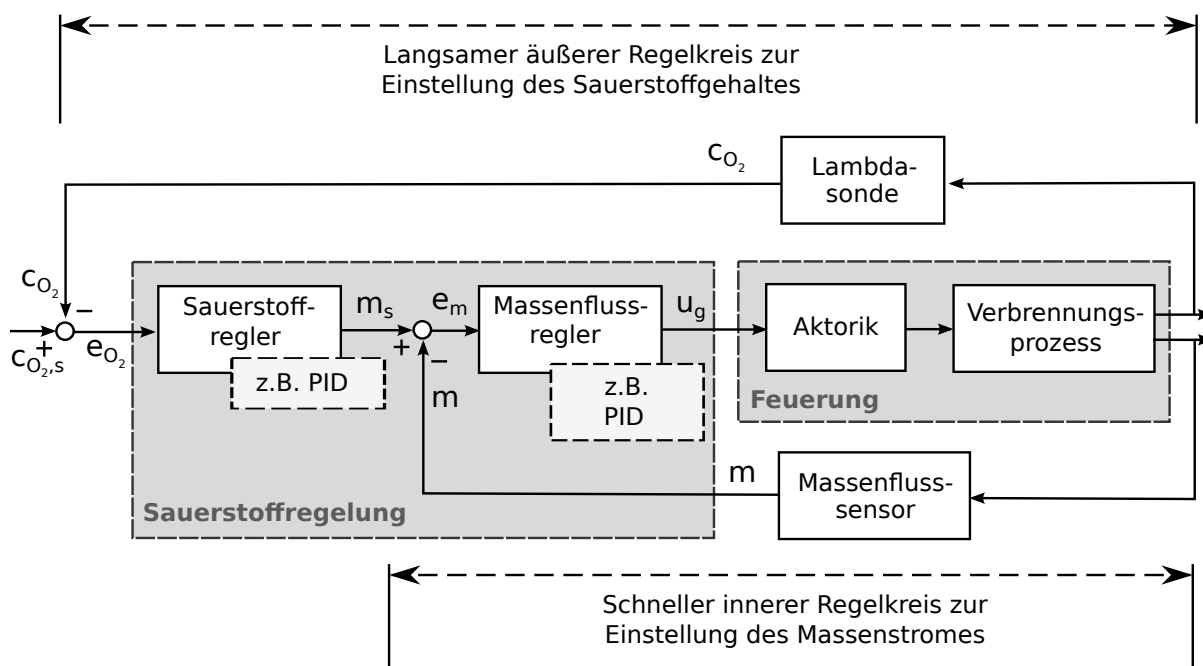 Langsamer äußerer Regelkreis zur
Einstellung des Sauerstoffgehaltes
cO₂
Lambda-
sonde
cO₂
−
+
cO₂,s
eO₂
Sauerstoff-
regler
z.B. PID
mₛ
+
−
eₘ
m
Massenfluss-
regler
z.B.
PID
u_g
Aktorik
Verbrennungs-
prozess
Feuerung
Sauerstoffregelung
m
Massenfluss-
sensor
Schneller innerer Regelkreis zur
Einstellung des Massenstromes